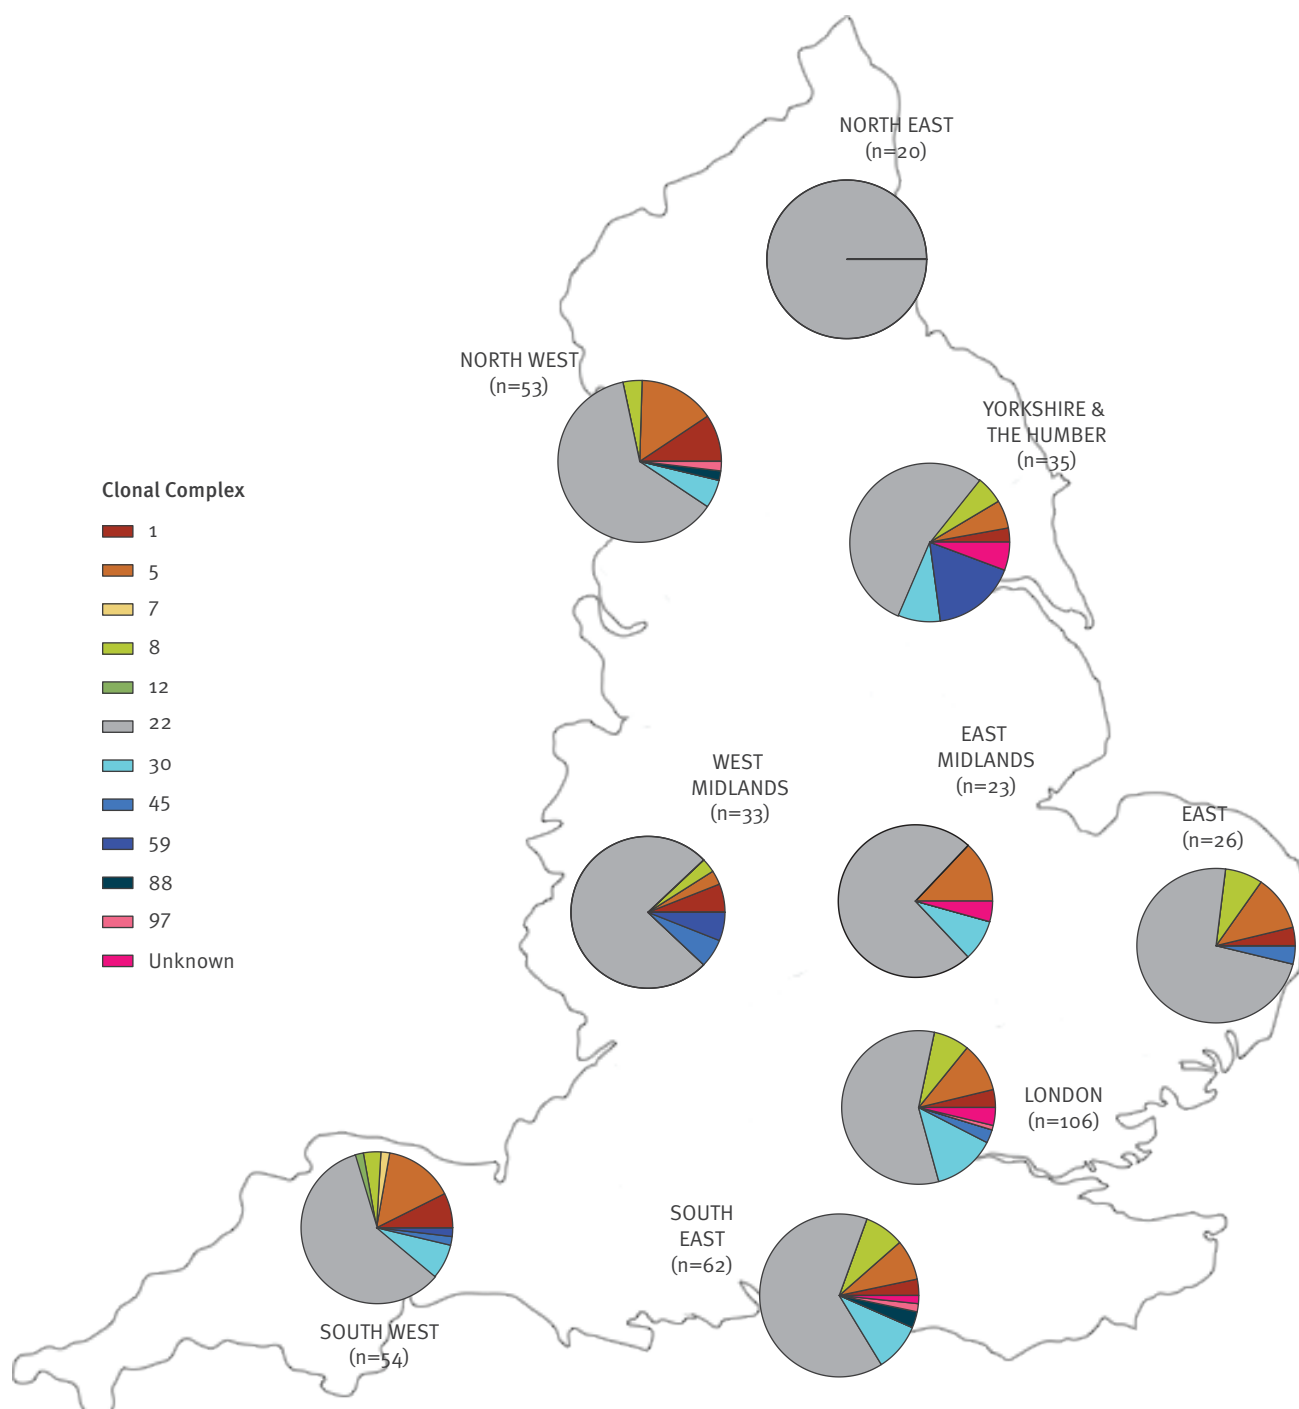 NORTH EAST
(n=20)
NORTH WEST
(n=53)
YORKSHIRE &
THE HUMBER
(n=35)
Clonal Complex
1
5
7
8
12
22
30
45
59
88
97
Unknown
WEST
MIDLANDS
(n=33)
EAST
MIDLANDS
(n=23)
EAST
(n=26)
LONDON
(n=106)
SOUTH
EAST
(n=62)
SOUTH WEST
(n=54)